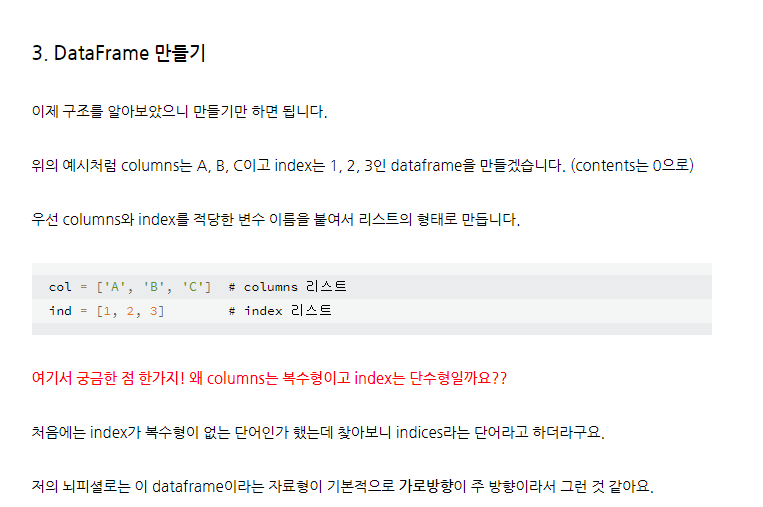 3. DataFrame 만들기
이제 구조를 알아보았으니 만들기만 하면 됩니다.
위의 예시처럼 columns는 A, B, C이고 index는 1, 2, 3인 dataframe을 만들겠습니다. (contents는 0으로)
우선 columns와 index를 적당한 변수 이름을 붙여서 리스트의 형태로 만듭니다.
col = ['A', 'B', 'C']  # columns 리스트
ind = [1, 2, 3]        # index 리스트
여기서 궁금한 점 한가지! 왜 columns는 복수형이고 index는 단수형일까요??
처음에는 index가 복수형이 없는 단어인가 했는데 찾아보니 indices라는 단어라고 하더라구요.
저의 뇌피셜로는 이 dataframe이라는 자료형이 기본적으로 가로방향이 주 방향이라서 그런 것 같아요.